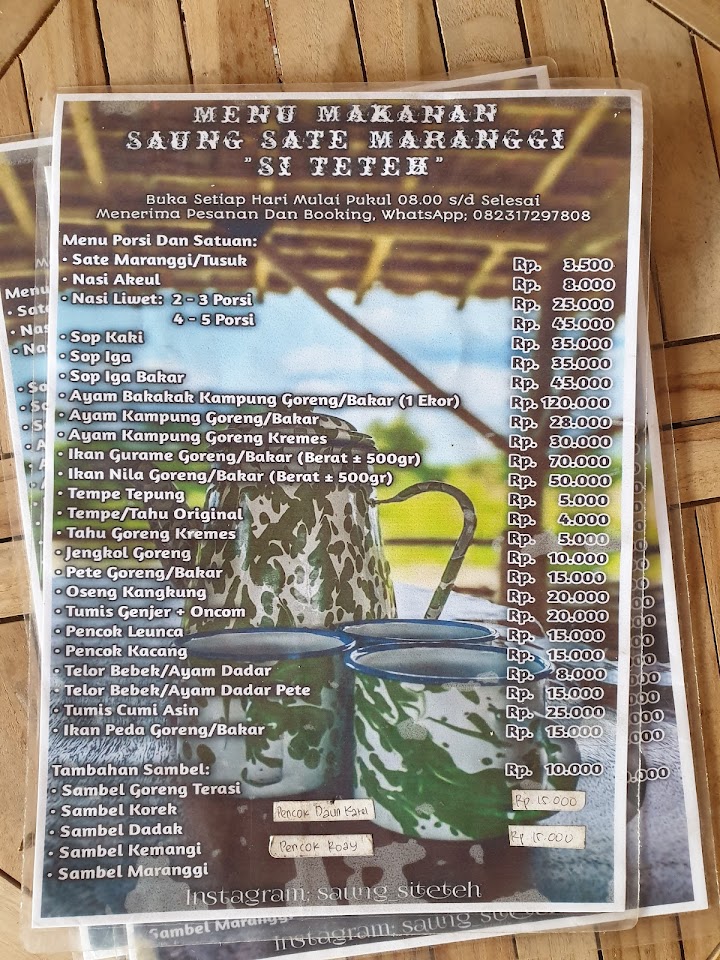 MENU MAKANAN
SAUNG SATE MARANGGI
"SI TETEH"
Buka Setiap Hari Mulai Pukul 08.00 s/d Selesai
Menerima Pesanan Dan Booking, WhatsApp; 082317297808
Menu Porsi Dan Satuan:
• Sate Maranggi/Tusuk Rp. 3.500
• Nasi Akeul Rp. 8.000
• Nasi Liwet: 2 - 3 Porsi Rp. 25.000
4 - 5 Porsi Rp. 45.000
• Sop Kaki Rp. 35.000
• Sop Iga Rp. 35.000
• Sop Iga Bakar Rp. 45.000
• Ayam Bakakak Kampung Goreng/Bakar (1 Ekor) Rp. 120.000
• Ayam Kampung Goreng/Bakar Rp. 28.000
• Ayam Kampung Goreng Kremes Rp. 30.000
• Ikan Gurame Goreng/Bakar (Berat ± 500gr) Rp. 70.000
• Ikan Nila Goreng/Bakar (Berat ± 500gr) Rp. 50.000
• Tempe Tepung Rp. 5.000
• Tempe/Tahu Original Rp. 4.000
• Tahu Goreng Kremes Rp. 5.000
• Jengkol Goreng Rp. 10.000
• Pete Goreng/Bakar Rp. 15.000
• Oseng Kangkung Rp. 20.000
• Tumis Genjer + Oncom Rp. 20.000
• Pencok Leunca Rp. 15.000
• Pencok Kacang Rp. 15.000
• Telor Bebek/Ayam Dadar Rp. 8.000
• Telor Bebek/Ayam Dadar Pete Rp. 15.000
• Tumis Cumi Asin Rp. 25.000
• Ikan Peda Goreng/Bakar Rp. 15.000
Tambahan Sambel: Rp. 10.000
• Sambel Goreng Terasi
• Sambel Korek
Pencok Daun Katel Rp. 15.000
• Sambel Dadak
• Sambel Kemangi
Pencok Roay Rp. 15.000
• Sambel Maranggi
Instagram; saung siteteh
Sambel Maranggi
Instagram; saung siteteh